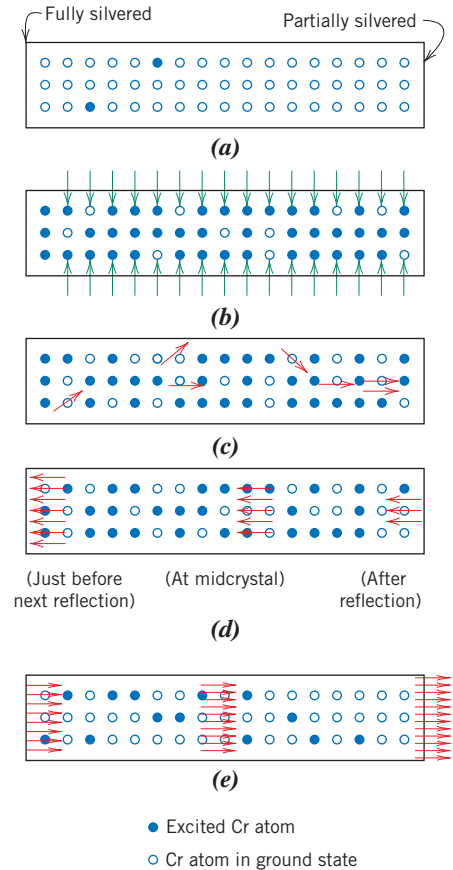 Fully silvered
Partially silvered
(a)
(b)
(c)
(Just before
next reflection)
(At midcrystal)
(After
reflection)
(d)
(e)
Excited Cr atom
Cr atom in ground state